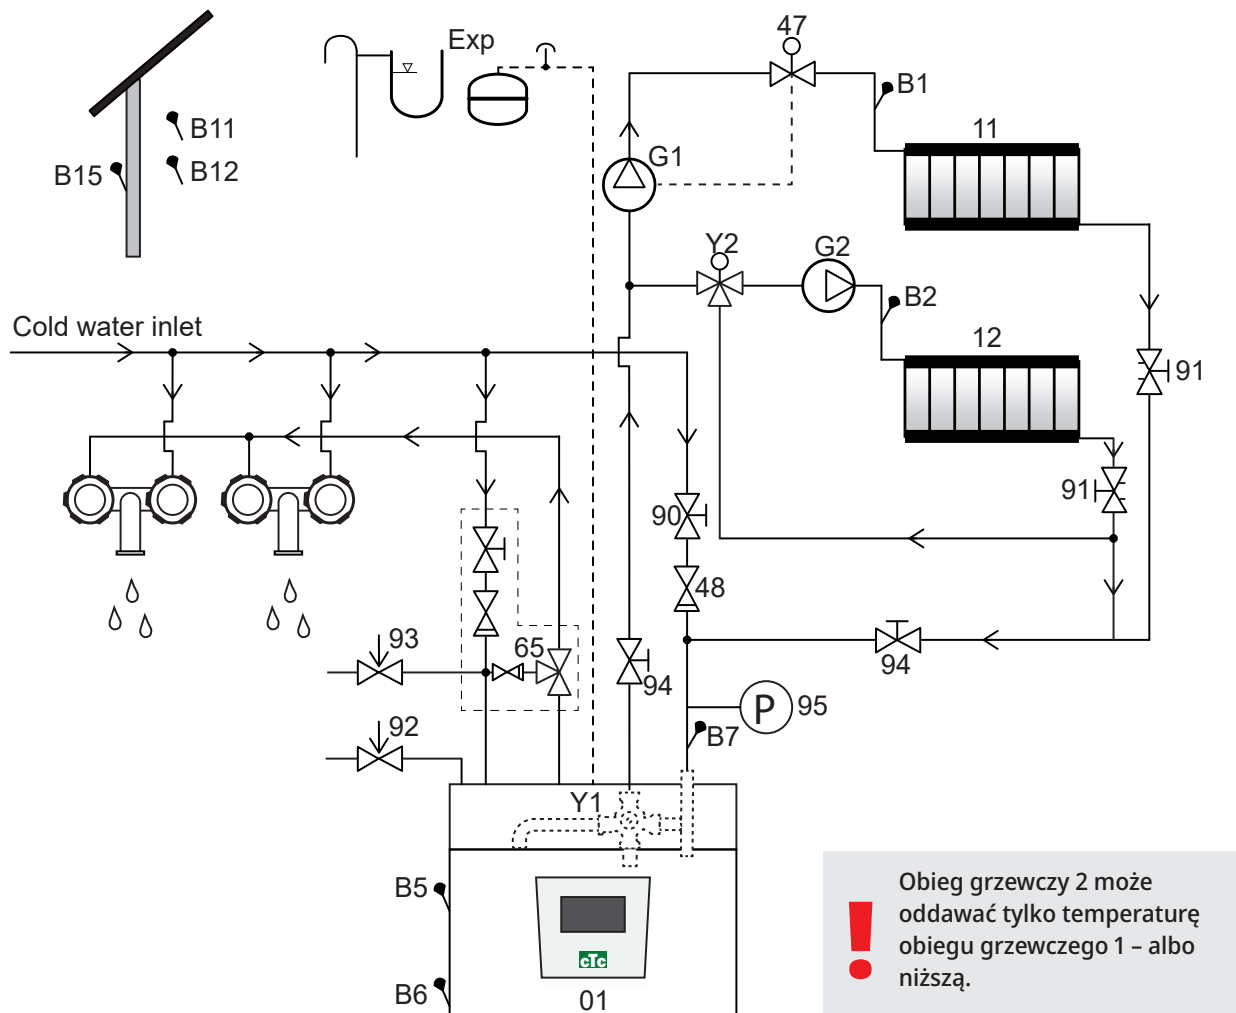 47
Exp
B1
B11
11
G1
B12
B15
Y2
G2
B2
Cold water inlet
12
91
91
90
48
93
65
94
94
P 95
B7
92
Y1
B5
cTc
B6
01
! Obieg grzewczy 2 może
oddawać tylko temperaturę
obiegu grzewczego 1 – albo
niższą.